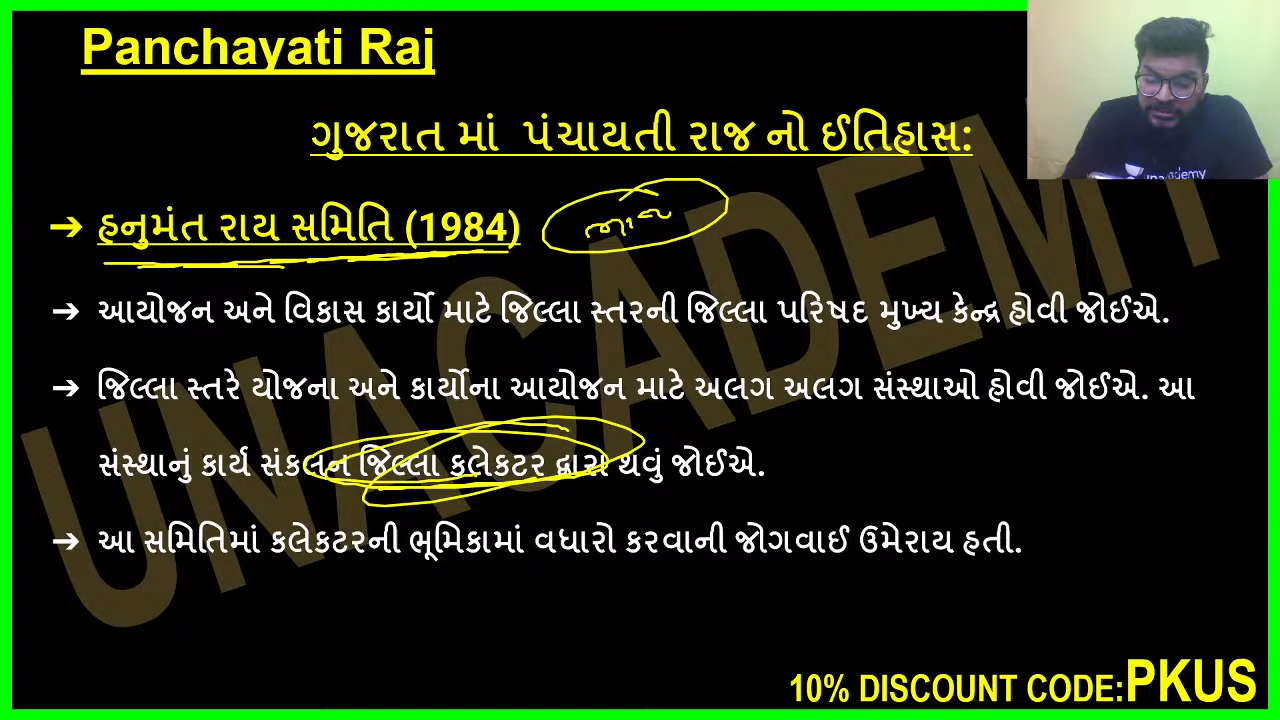 Panchayati Raj
ગુજરાત માં પંચાયતી રાજ નો ઈતિહાસ:
➔ હનુમંત રાય સમિતિ (1984)
➔ આયોજન અને વિકાસ કાર્યો માટે જિલ્લા સ્તરની જિલ્લા પરિષદ મુખ્ય કેન્દ્ર હોવી જોઈએ.
➔ જિલ્લા સ્તરે યોજના અને કાર્યોના આયોજન માટે અલગ અલગ સંસ્થાઓ હોવી જોઈએ. આ
સંસ્થાનું કાર્ય સંકલન જિલ્લા કલેકટર દ્વારા થવું જોઈએ.
➔ આ સમિતિમાં કલેકટરની ભૂમિકામાં વધારો કરવાની જોગવાઈ ઉમેરાય હતી.
UNACADEMY
10% DISCOUNT CODE:PKUS